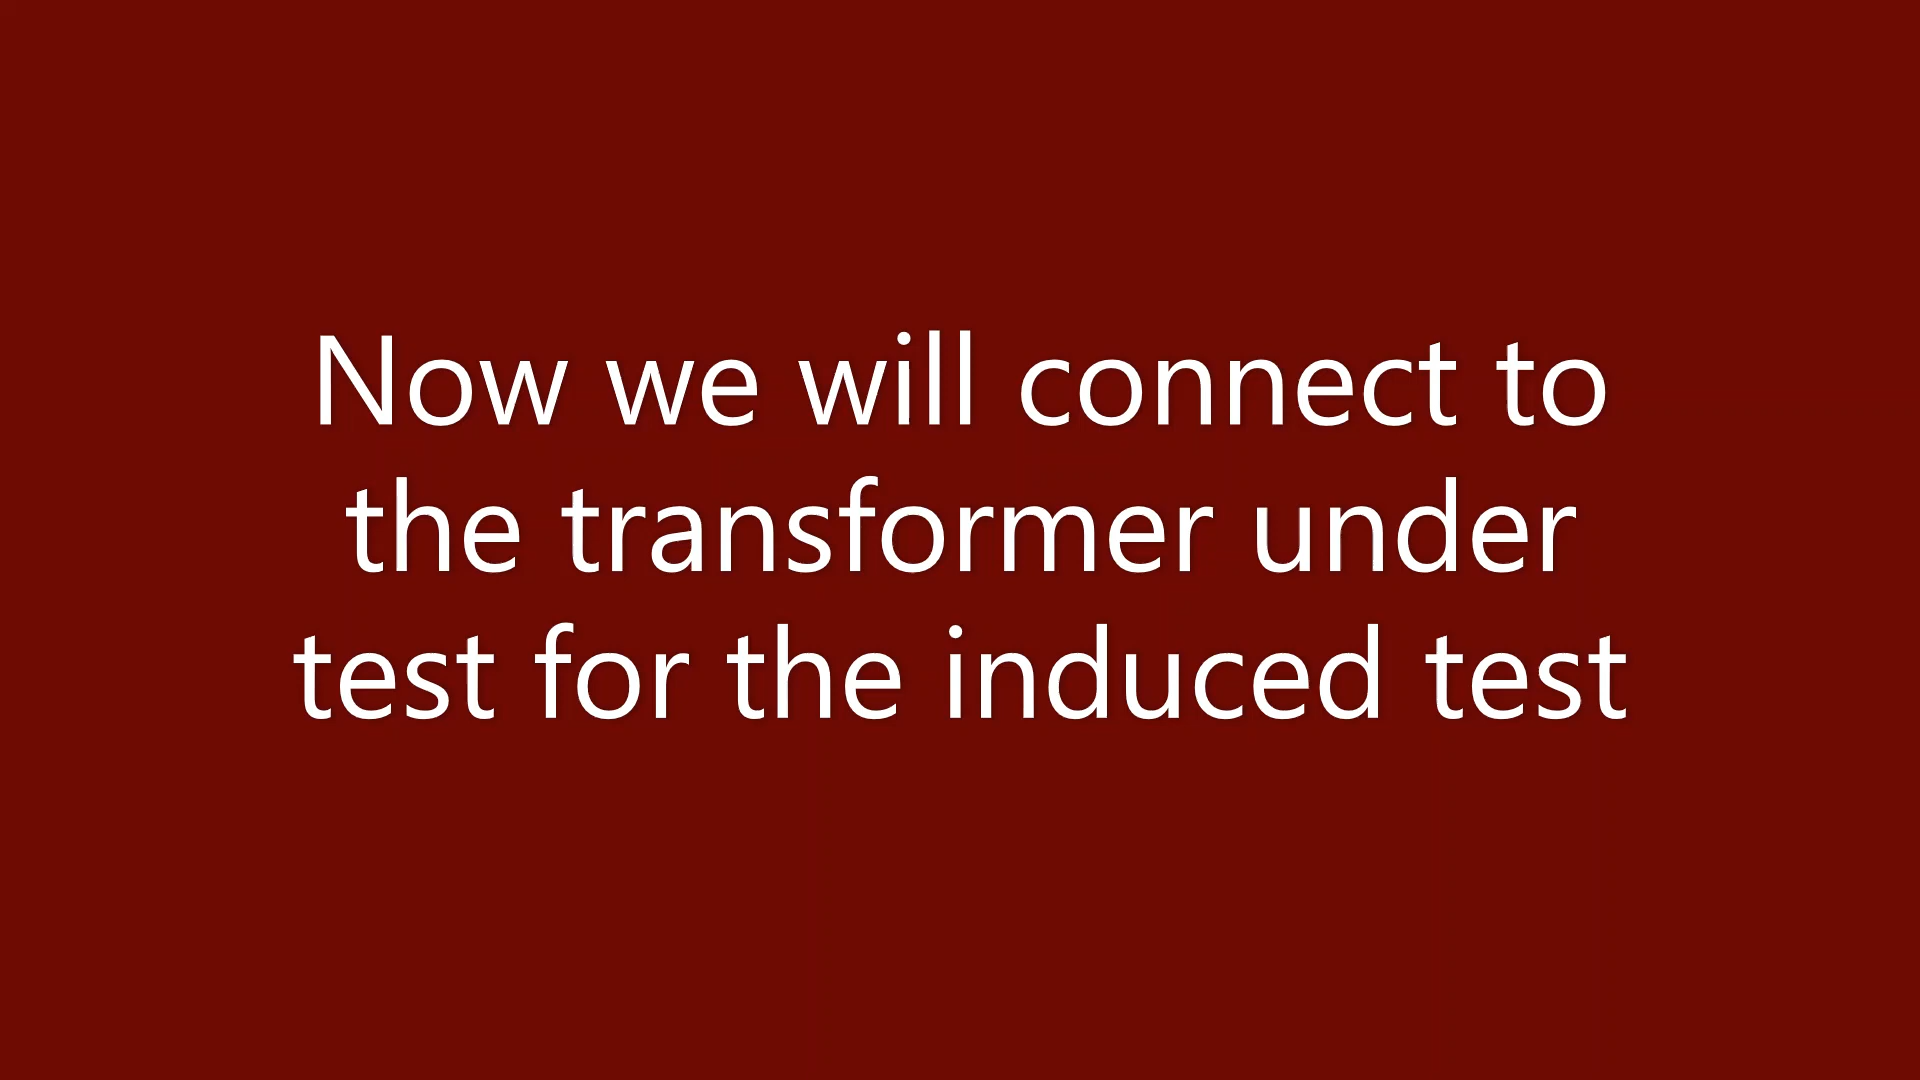 Now we will connect to
the transformer under
test for the induced test